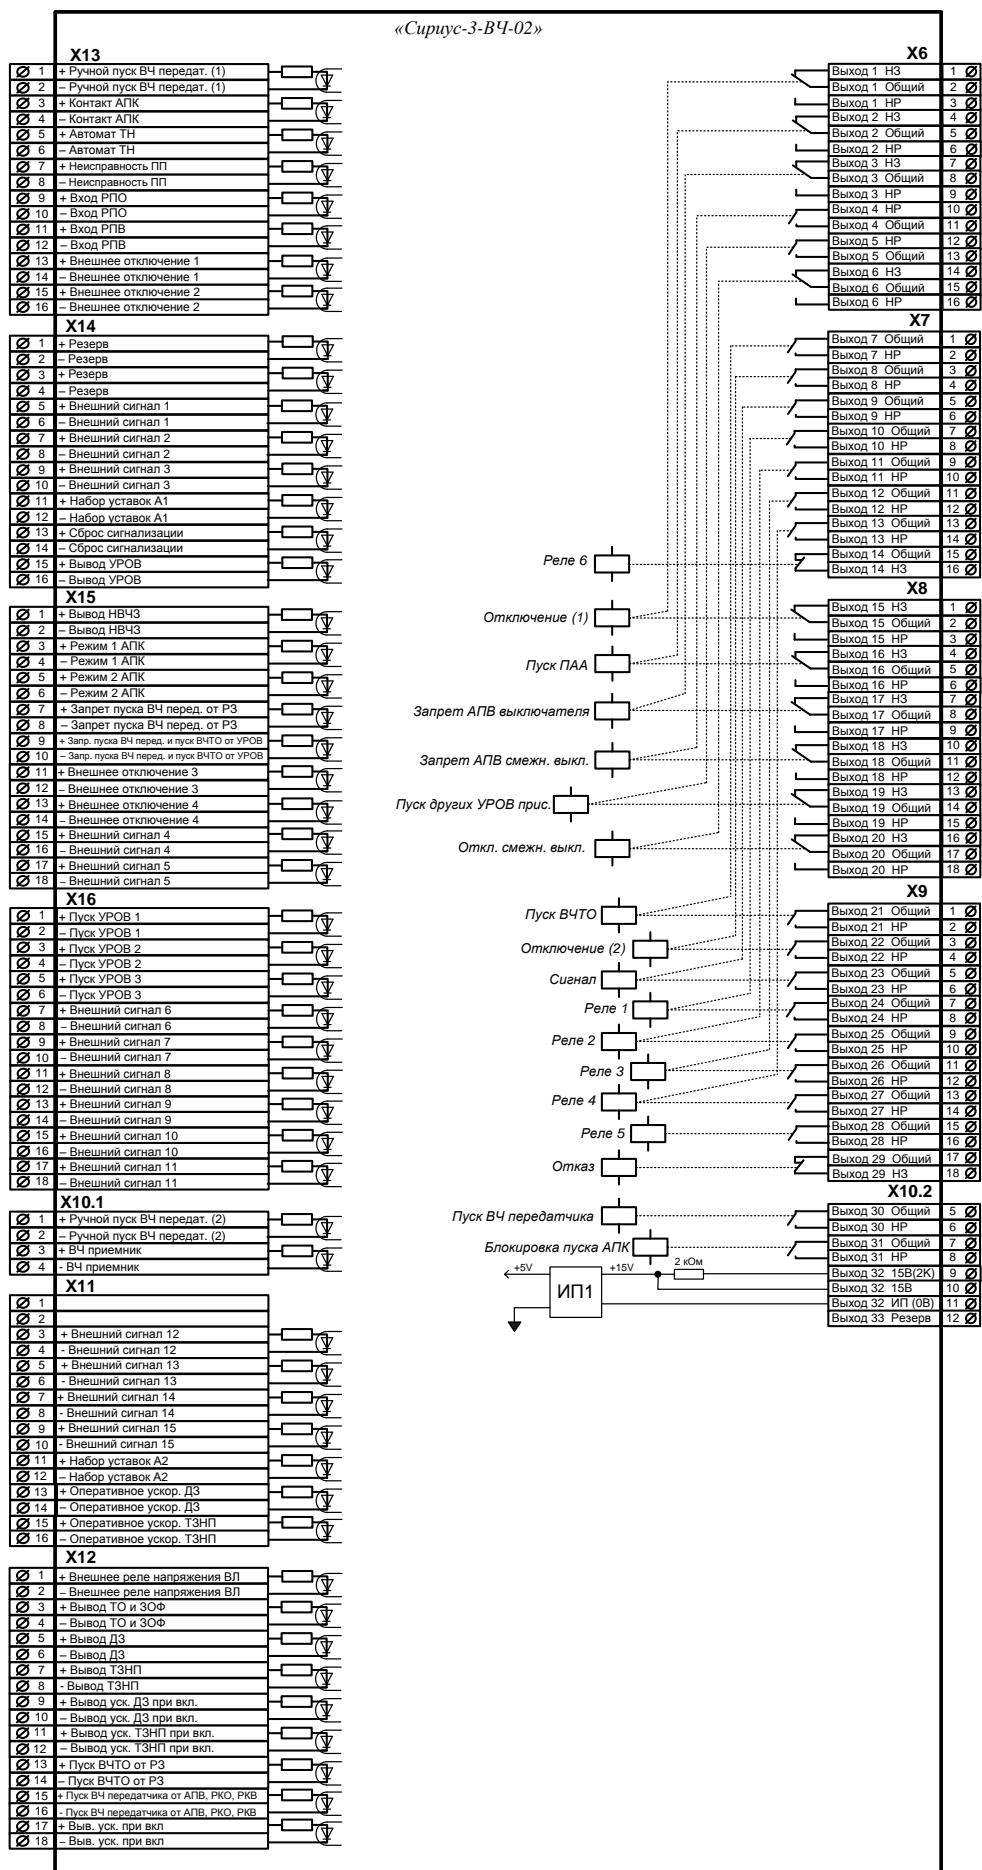 «Сириус-3-ВЧ-02»
X13
1 + Ручной пуск ВЧ передат. (1)
2 – Ручной пуск ВЧ передат. (1)
3 + Контакт АПК
4 – Контакт АПК
5 + Автомат ТН
6 – Автомат ТН
7 + Неисправность ПП
8 – Неисправность ПП
9 + Вход РПО
10 – Вход РПО
11 + Вход РПВ
12 – Вход РПВ
13 + Внешнее отключение 1
14 – Внешнее отключение 1
15 + Внешнее отключение 2
16 – Внешнее отключение 2
X14
1 + Резерв
2 – Резерв
3 + Резерв
4 – Резерв
5 + Внешний сигнал 1
6 – Внешний сигнал 1
7 + Внешний сигнал 2
8 – Внешний сигнал 2
9 + Внешний сигнал 3
10 – Внешний сигнал 3
11 + Набор уставок А1
12 – Набор уставок А1
13 + Сброс сигнализации
14 – Сброс сигнализации
15 + Вывод УРОВ
16 – Вывод УРОВ
X15
1 + Вывод НВЧЗ
2 – Вывод НВЧЗ
3 + Режим 1 АПК
4 – Режим 1 АПК
5 + Режим 2 АПК
6 – Режим 2 АПК
7 + Запрет пуска ВЧ перед. от РЗ
8 – Запрет пуска ВЧ перед. от РЗ
9 + Запр. пуска ВЧ перед. и пуск ВЧТО от УРОВ
10 – Запр. пуска ВЧ перед. и пуск ВЧТО от УРОВ
11 + Внешнее отключение 3
12 – Внешнее отключение 3
13 + Внешнее отключение 4
14 – Внешнее отключение 4
15 + Внешний сигнал 4
16 – Внешний сигнал 4
17 + Внешний сигнал 5
18 – Внешний сигнал 5
X16
1 + Пуск УРОВ 1
2 – Пуск УРОВ 1
3 + Пуск УРОВ 2
4 – Пуск УРОВ 2
5 + Пуск УРОВ 3
6 – Пуск УРОВ 3
7 + Внешний сигнал 6
8 – Внешний сигнал 6
9 + Внешний сигнал 7
10 – Внешний сигнал 7
11 + Внешний сигнал 8
12 – Внешний сигнал 8
13 + Внешний сигнал 9
14 – Внешний сигнал 9
15 + Внешний сигнал 10
16 – Внешний сигнал 10
17 + Внешний сигнал 11
18 – Внешний сигнал 11
X10.1
1 + Ручной пуск ВЧ передат. (2)
2 – Ручной пуск ВЧ передат. (2)
3 + ВЧ приемник
4 - ВЧ приемник
X11
1
2
3 + Внешний сигнал 12
4 - Внешний сигнал 12
5 + Внешний сигнал 13
6 - Внешний сигнал 13
7 + Внешний сигнал 14
8 - Внешний сигнал 14
9 + Внешний сигнал 15
10 - Внешний сигнал 15
11 + Набор уставок А2
12 – Набор уставок А2
13 + Оперативное ускор. ДЗ
14 – Оперативное ускор. ДЗ
15 + Оперативное ускор. ТЗНП
16 – Оперативное ускор. ТЗНП
X12
1 + Внешнее реле напряжения ВЛ
2 – Внешнее реле напряжения ВЛ
3 + Вывод ТО и ЗОФ
4 – Вывод ТО и ЗОФ
5 + Вывод ДЗ
6 – Вывод ДЗ
7 + Вывод ТЗНП
8 - Вывод ТЗНП
9 + Вывод уск. ДЗ при вкл.
10 – Вывод уск. ДЗ при вкл.
11 + Вывод уск. ТЗНП при вкл.
12 – Вывод уск. ТЗНП при вкл.
13 + Пуск ВЧТО от РЗ
14 – Пуск ВЧТО от РЗ
15 + Пуск ВЧ передатчика от АПВ, РКО, РКВ
16 - Пуск ВЧ передатчика от АПВ, РКО, РКВ
17 + Выв. уск. при вкл
18 – Выв. уск. при вкл
Реле 6
Отключение (1)
Пуск ПАА
Запрет АПВ выключателя
Запрет АПВ смежн. выкл.
Пуск других УРОВ прис.
Откл. смежн. выкл.
Пуск ВЧТО
Отключение (2)
Сигнал
Реле 1
Реле 2
Реле 3
Реле 4
Реле 5
Отказ
Пуск ВЧ передатчика
Блокировка пуска АПК
+5V
ИП1
+15V
2 кОм
X6
Выход 1 НЗ 1
Выход 1 Общий 2
Выход 1 НР 3
Выход 2 НЗ 4
Выход 2 Общий 5
Выход 2 НР 6
Выход 3 НЗ 7
Выход 3 Общий 8
Выход 3 НР 9
Выход 4 НР 10
Выход 4 Общий 11
Выход 5 НР 12
Выход 5 Общий 13
Выход 6 НЗ 14
Выход 6 Общий 15
Выход 6 НР 16
X7
Выход 7 Общий 1
Выход 7 НР 2
Выход 8 Общий 3
Выход 8 НР 4
Выход 9 Общий 5
Выход 9 НР 6
Выход 10 Общий 7
Выход 10 НР 8
Выход 11 Общий 9
Выход 11 НР 10
Выход 12 Общий 11
Выход 12 НР 12
Выход 13 Общий 13
Выход 13 НР 14
Выход 14 Общий 15
Выход 14 НЗ 16
X8
Выход 15 НЗ 1
Выход 15 Общий 2
Выход 15 НР 3
Выход 16 НЗ 4
Выход 16 Общий 5
Выход 16 НР 6
Выход 17 НЗ 7
Выход 17 Общий 8
Выход 17 НР 9
Выход 18 НЗ 10
Выход 18 Общий 11
Выход 18 НР 12
Выход 19 НЗ 13
Выход 19 Общий 14
Выход 19 НР 15
Выход 20 НЗ 16
Выход 20 Общий 17
Выход 20 НР 18
X9
Выход 21 Общий 1
Выход 21 НР 2
Выход 22 Общий 3
Выход 22 НР 4
Выход 23 Общий 5
Выход 23 НР 6
Выход 24 Общий 7
Выход 24 НР 8
Выход 25 Общий 9
Выход 25 НР 10
Выход 26 Общий 11
Выход 26 НР 12
Выход 27 Общий 13
Выход 27 НР 14
Выход 28 Общий 15
Выход 28 НР 16
Выход 29 Общий 17
Выход 29 НЗ 18
X10.2
Выход 30 Общий 5
Выход 30 НР 6
Выход 31 Общий 7
Выход 31 НР 8
Выход 32 15В(2K) 9
Выход 32 15В 10
Выход 32 ИП (0В) 11
Выход 33 Резерв 12